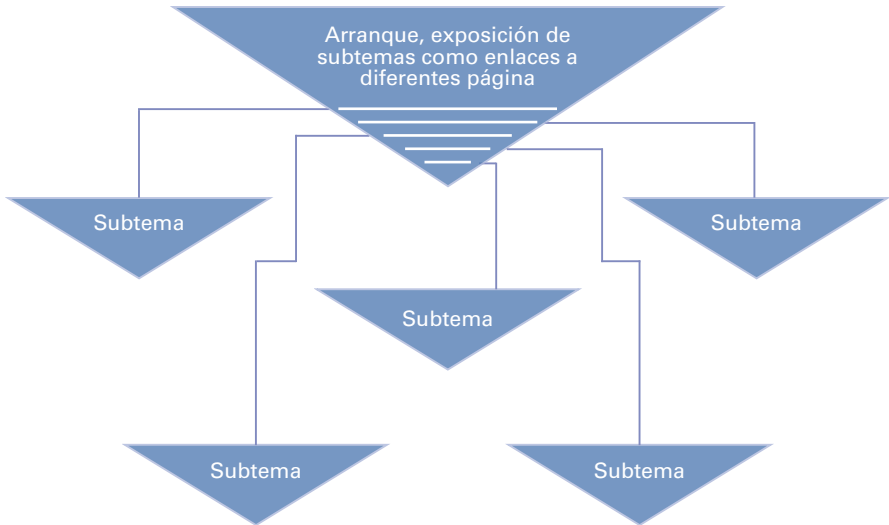 Arranque, exposición de
subtemas como enlaces a
diferentes página
Subtema
Subtema
Subtema
Subtema
Subtema